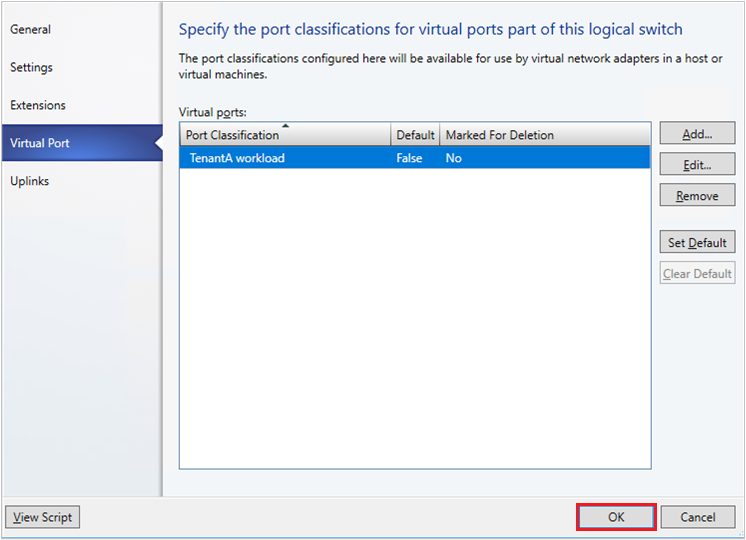 General
Settings
Extensions
Virtual Port
Uplinks
Specify the port classifications for virtual ports part of this logical switch
The port classifications configured here will be available for use by virtual network adapters in a host or
virtual machines.
Virtual ports:
Port Classification Default Marked For Deletion
TenantA workload False No
Add...
Edit...
Remove
Set Default
Clear Default
View Script
OK
Cancel